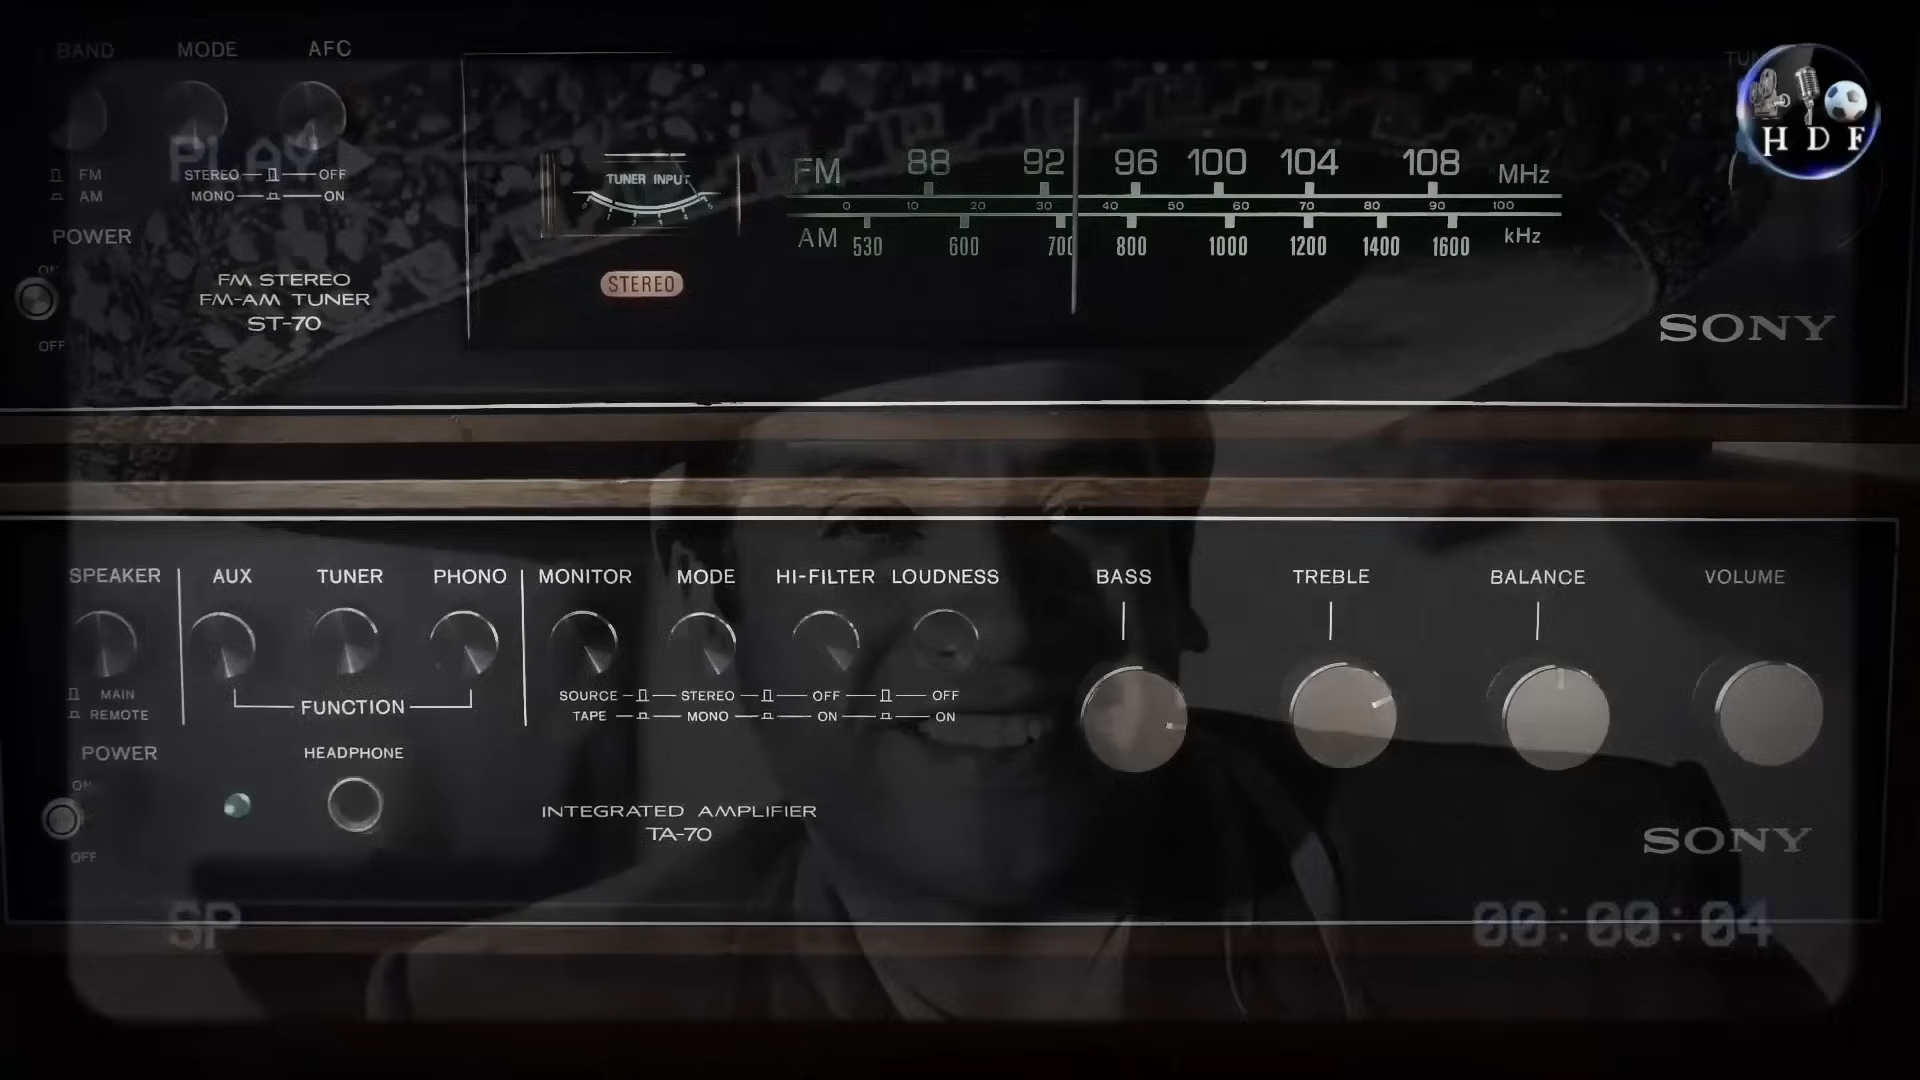 BAND MODE AFC
PLAY
FM
AM
STEREO OFF
MONO ON
POWER
ON
OFF
FM STEREO
FM-AM TUNER
ST-70
TUNER INPUT
STEREO
FM 88 92 96 100 104 108 MHz
0 10 20 30 40 50 60 70 80 90 100
AM 530 600 700 800 1000 1200 1400 1600 kHz
SONY
H D F
SPEAKER AUX TUNER PHONO MONITOR MODE HI-FILTER LOUDNESS BASS TREBLE BALANCE VOLUME
MAIN
REMOTE
FUNCTION
SOURCE STEREO OFF OFF
TAPE MONO ON ON
POWER
ON
OFF
HEADPHONE
INTEGRATED AMPLIFIER
TA-70
SONY
SP
00:00:04